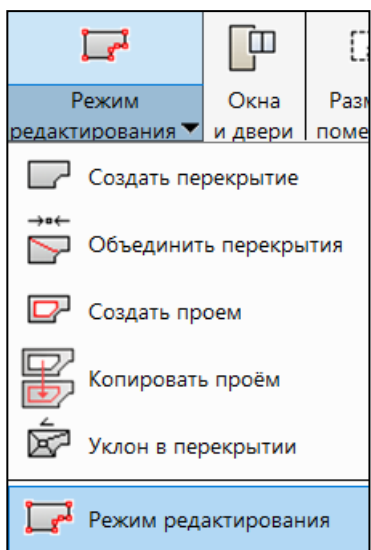 Режим
редактирования
Окна
и двери
Создать перекрытие
Объединить перекрытия
Создать проем
Копировать проём
Уклон в перекрытии
Режим редактирования